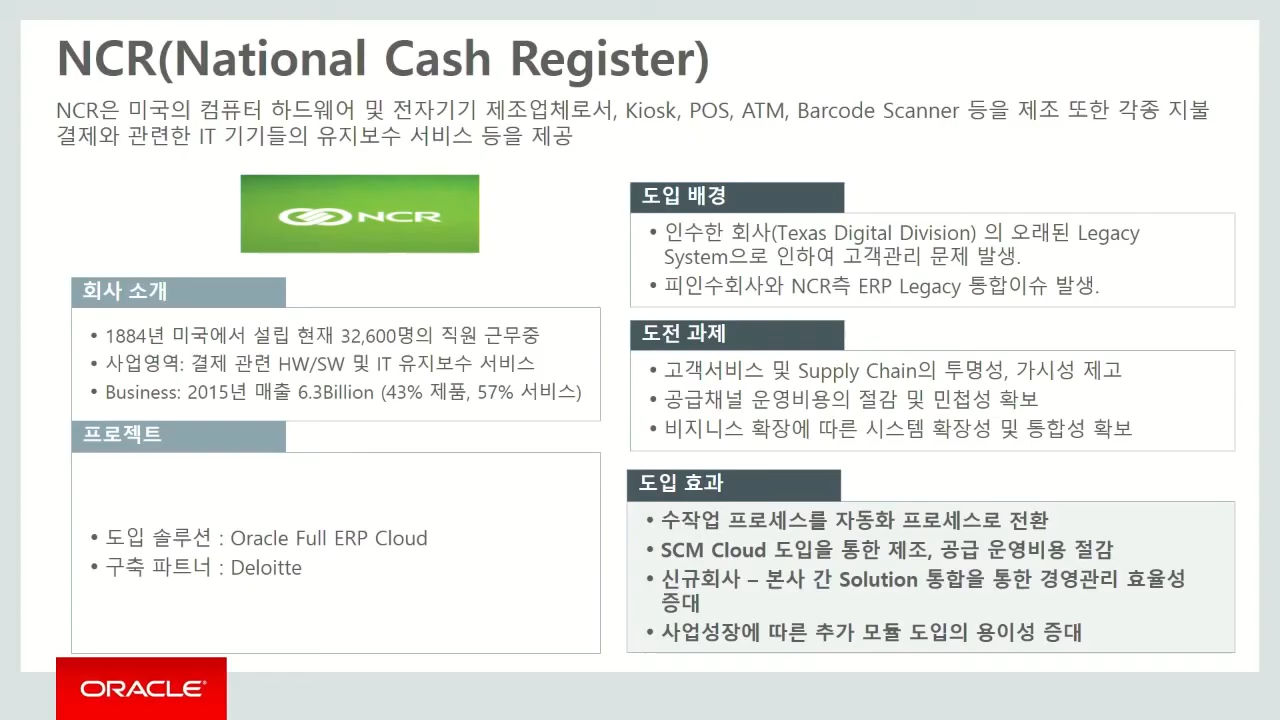 NCR(National Cash Register)
NCR은 미국의 컴퓨터 하드웨어 및 전자기기 제조업체로서, Kiosk, POS, ATM, Barcode Scanner 등을 제조 또한 각종 지불
결제와 관련한 IT 기기들의 유지보수 서비스 등을 제공
NCR
회사 소개
• 1884년 미국에서 설립 현재 32,600명의 직원 근무중
• 사업영역: 결제 관련 HW/SW 및 IT 유지보수 서비스
• Business: 2015년 매출 6.3Billion (43% 제품, 57% 서비스)
프로젝트
• 도입 솔루션 : Oracle Full ERP Cloud
• 구축 파트너 : Deloitte
도입 배경
• 인수한 회사(Texas Digital Division) 의 오래된 Legacy
System으로 인하여 고객관리 문제 발생.
• 피인수회사와 NCR측 ERP Legacy 통합이슈 발생.
도전 과제
• 고객서비스 및 Supply Chain의 투명성, 가시성 제고
• 공급채널 운영비용의 절감 및 민첩성 확보
• 비지니스 확장에 따른 시스템 확장성 및 통합성 확보
도입 효과
• 수작업 프로세스를 자동화 프로세스로 전환
• SCM Cloud 도입을 통한 제조, 공급 운영비용 절감
• 신규회사 – 본사 간 Solution 통합을 통한 경영관리 효율성
증대
• 사업성장에 따른 추가 모듈 도입의 용이성 증대
ORACLE